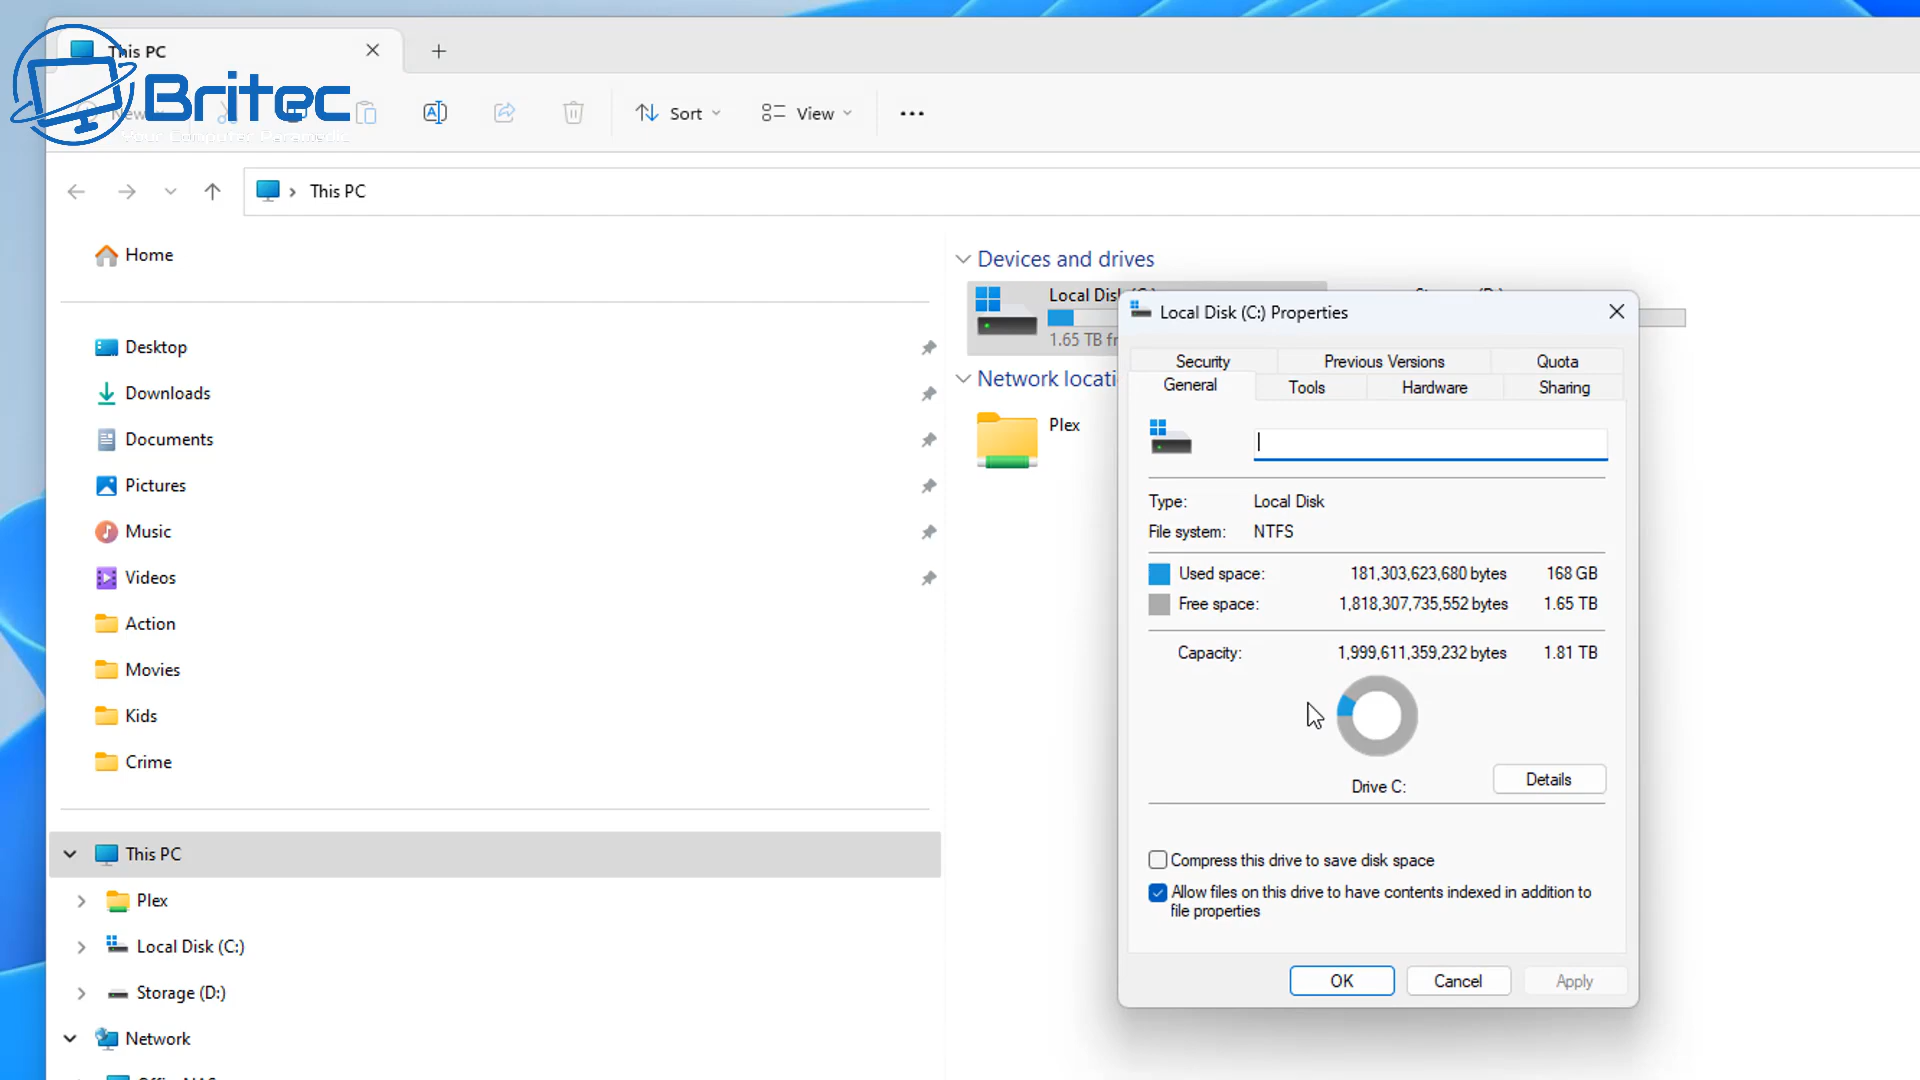 This PC
Britec
Your Computer Paramedic
New
Sort
View
This PC
Home
Desktop
Downloads
Documents
Pictures
Music
Videos
Action
Movies
Kids
Crime
This PC
Plex
Local Disk (C:)
Storage (D:)
Network
Devices and drives
Local Disk
1.65 TB
Network
Plex
Local Disk (C:) Properties
Security Previous Versions Quota
General Tools Hardware Sharing
Type: Local Disk
File system: NTFS
Used space: 181,303,623,680 bytes 168 GB
Free space: 1,818,307,735,552 bytes 1.65 TB
Capacity: 1,999,611,359,232 bytes 1.81 TB
Drive C:
Details
Compress this drive to save disk space
Allow files on this drive to have contents indexed in addition to
file properties
OK Cancel Apply